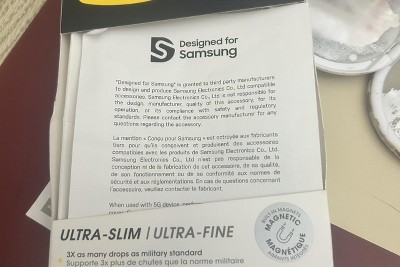 Designed for
Samsung
"Designed for Samsung" is granted to third party manufacturers
to design and produce Samsung Electronics Co., Ltd compatible
accessories. Samsung Electronics Co., Ltd is not responsible for
the design, manufacturer, quality of this accessory, for its
operation, or its compliance with safety and regulatory
standards. Please contact the accessory manufacturer for any
questions regarding the accessory.
La mention « Conçu pour Samsung » est octroyée aux fabricants
tiers pour qu'ils conçoivent et produisent des accessoires
compatibles avec les produits de Samsung Electronics Co., Ltd.
Samsung Electronics Co., Ltd n'est pas responsable de la
conception ni de la fabrication de cet accessoire, de sa qualité,
de son fonctionnement ou de sa conformité aux normes de
sécurité et aux réglementations. En cas de questions concernant
l'accessoire, veuillez contacter le fabricant.
When used with 5G device,
ULTRA-SLIM | ULTRA-FINE
3X as many drops as military standard
Supporte 3x plus de chutes que la norme militaire
BUILT-IN MAGNETS
MAGNETIC
MAGNÉTIQUE
AIMANTS INTÉGRÉS